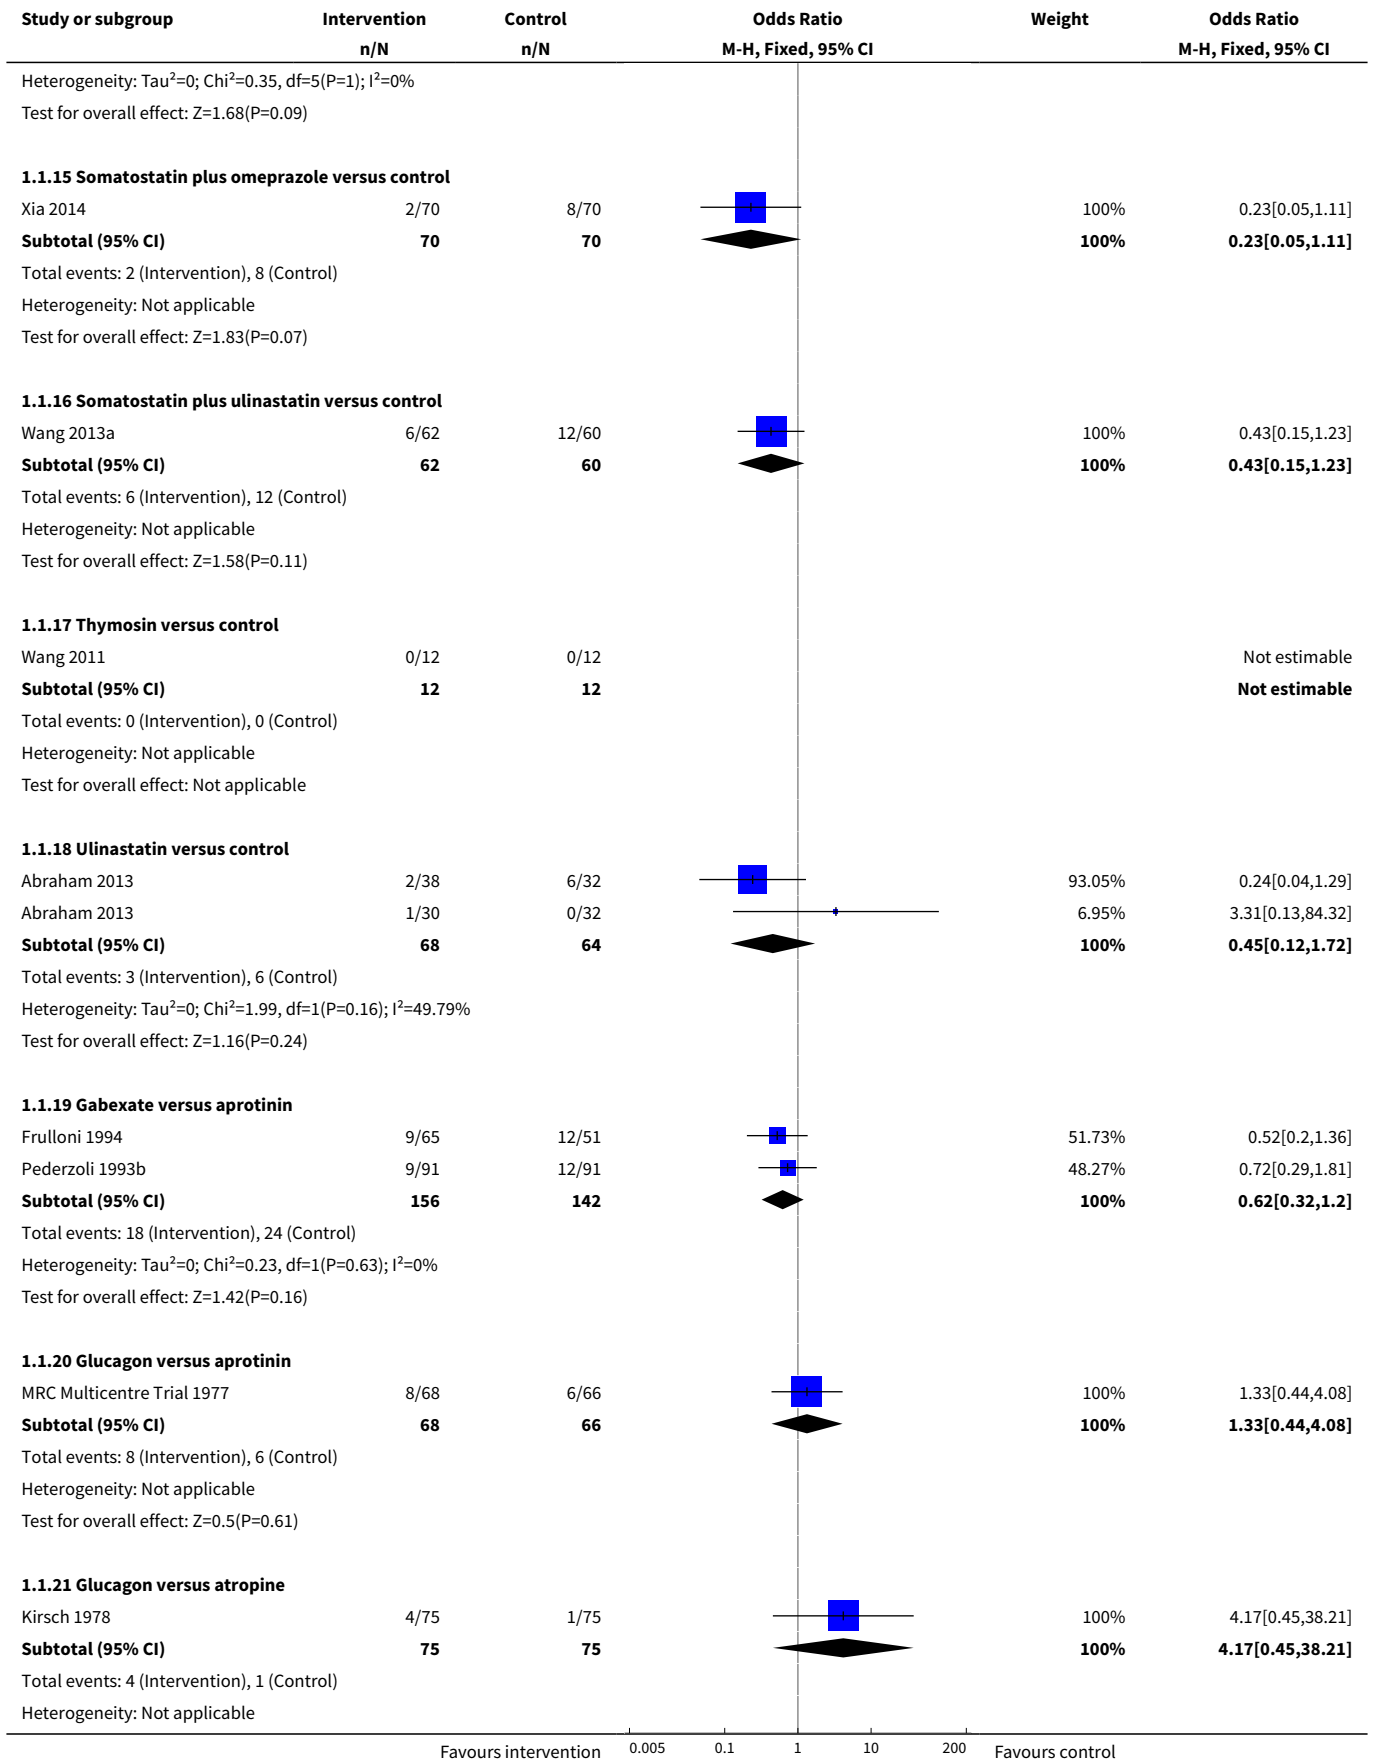 Study or subgroup Intervention Control Odds Ratio Weight Odds Ratio
n/N n/N M-H, Fixed, 95% CI M-H, Fixed, 95% CI
Heterogeneity: Tau²=0; Chi²=0.35, df=5(P=1); I²=0%
Test for overall effect: Z=1.68(P=0.09)
1.1.15 Somatostatin plus omeprazole versus control
Xia 2014 2/70 8/70 100% 0.23[0.05,1.11]
Subtotal (95% CI) 70 70 100% 0.23[0.05,1.11]
Total events: 2 (Intervention), 8 (Control)
Heterogeneity: Not applicable
Test for overall effect: Z=1.83(P=0.07)
1.1.16 Somatostatin plus ulinastatin versus control
Wang 2013a 6/62 12/60 100% 0.43[0.15,1.23]
Subtotal (95% CI) 62 60 100% 0.43[0.15,1.23]
Total events: 6 (Intervention), 12 (Control)
Heterogeneity: Not applicable
Test for overall effect: Z=1.58(P=0.11)
1.1.17 Thymosin versus control
Wang 2011 0/12 0/12 Not estimable
Subtotal (95% CI) 12 12 Not estimable
Total events: 0 (Intervention), 0 (Control)
Heterogeneity: Not applicable
Test for overall effect: Not applicable
1.1.18 Ulinastatin versus control
Abraham 2013 2/38 6/32 93.05% 0.24[0.04,1.29]
Abraham 2013 1/30 0/32 6.95% 3.31[0.13,84.32]
Subtotal (95% CI) 68 64 100% 0.45[0.12,1.72]
Total events: 3 (Intervention), 6 (Control)
Heterogeneity: Tau²=0; Chi²=1.99, df=1(P=0.16); I²=49.79%
Test for overall effect: Z=1.16(P=0.24)
1.1.19 Gabexate versus aprotinin
Frulloni 1994 9/65 12/51 51.73% 0.52[0.2,1.36]
Pederzoli 1993b 9/91 12/91 48.27% 0.72[0.29,1.81]
Subtotal (95% CI) 156 142 100% 0.62[0.32,1.2]
Total events: 18 (Intervention), 24 (Control)
Heterogeneity: Tau²=0; Chi²=0.23, df=1(P=0.63); I²=0%
Test for overall effect: Z=1.42(P=0.16)
1.1.20 Glucagon versus aprotinin
MRC Multicentre Trial 1977 8/68 6/66 100% 1.33[0.44,4.08]
Subtotal (95% CI) 68 66 100% 1.33[0.44,4.08]
Total events: 8 (Intervention), 6 (Control)
Heterogeneity: Not applicable
Test for overall effect: Z=0.5(P=0.61)
1.1.21 Glucagon versus atropine
Kirsch 1978 4/75 1/75 100% 4.17[0.45,38.21]
Subtotal (95% CI) 75 75 100% 4.17[0.45,38.21]
Total events: 4 (Intervention), 1 (Control)
Heterogeneity: Not applicable
Favours intervention 0.005 0.1 1 10 200 Favours control